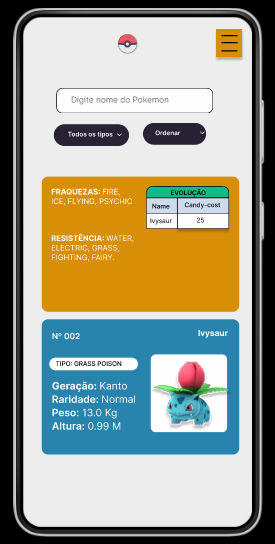 Digite nome do Pokemon
Todos os tipos
Ordenar
FRAQUEZAS: FIRE,
ICE, FLYING, PSYCHIC
RESISTÊNCIA: WATER,
ELECTRIC, GRASS,
FIGHTING, FAIRY.
EVOLUÇÃO
Name Candy-cost
Ivysaur 25
Nº 002
Ivysaur
TIPO: GRASS POISON
Geração: Kanto
Raridade: Normal
Peso: 13.0 Kg
Altura: 0.99 M